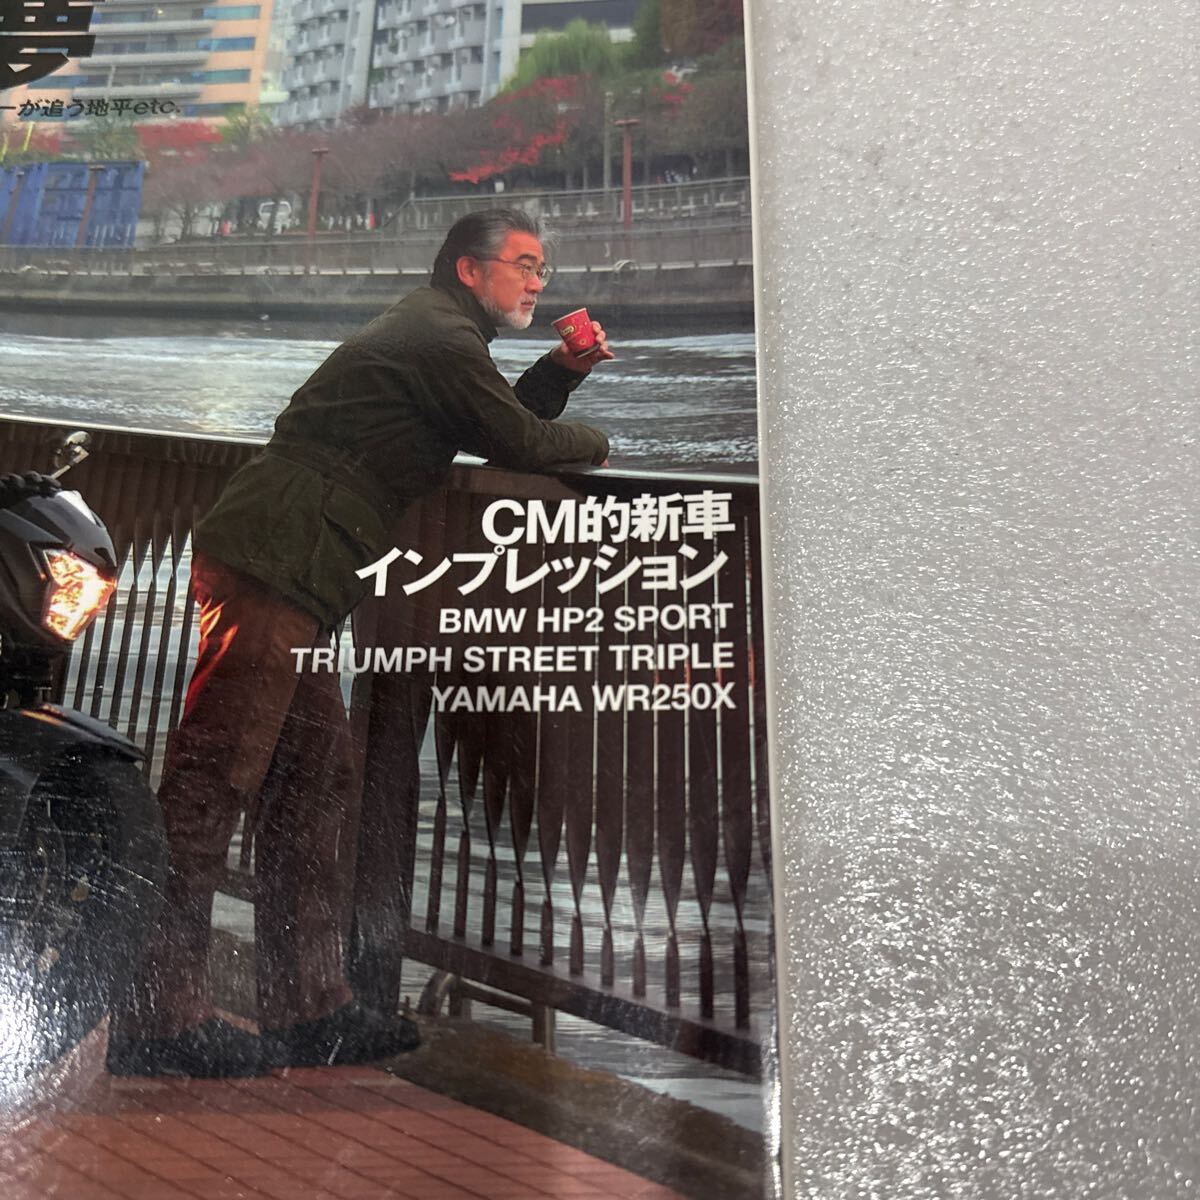 夢
ーが追う地平etc.
CM的新車
インプレッション
BMW HP2 SPORT
TRIUMPH STREET TRIPLE
YAMAHA WR250X